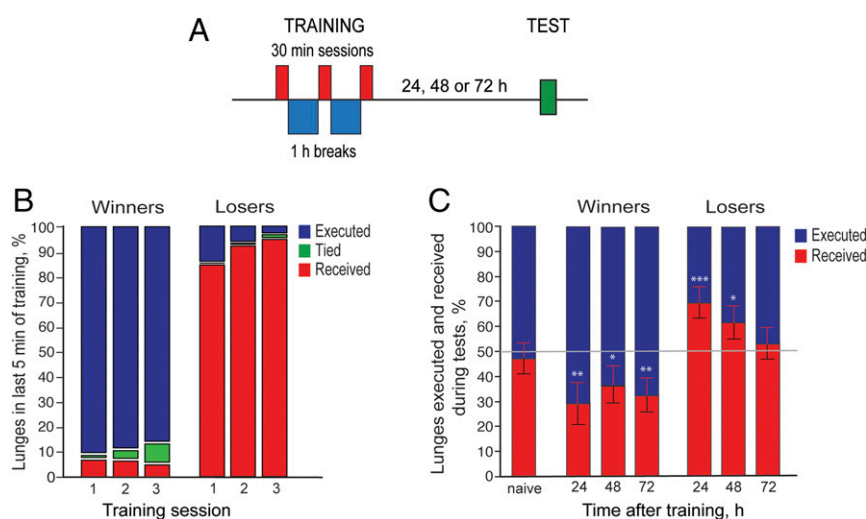 A
TRAINING
TEST
30 min sessions
24, 48 or 72 h
1 h breaks
B
Winners
Losers
Lunges in last 5 min of training, %
100
90
80
70
60
50
40
30
20
10
0
Executed
Tied
Received
1 2 3 1 2 3
Training session
C
Winners
Losers
Lunges executed and received
during tests, %
100
90
80
70
60
50
40
30
20
10
0
Executed
Received
** * ** *** *
naive 24 48 72 24 48 72
Time after training, h